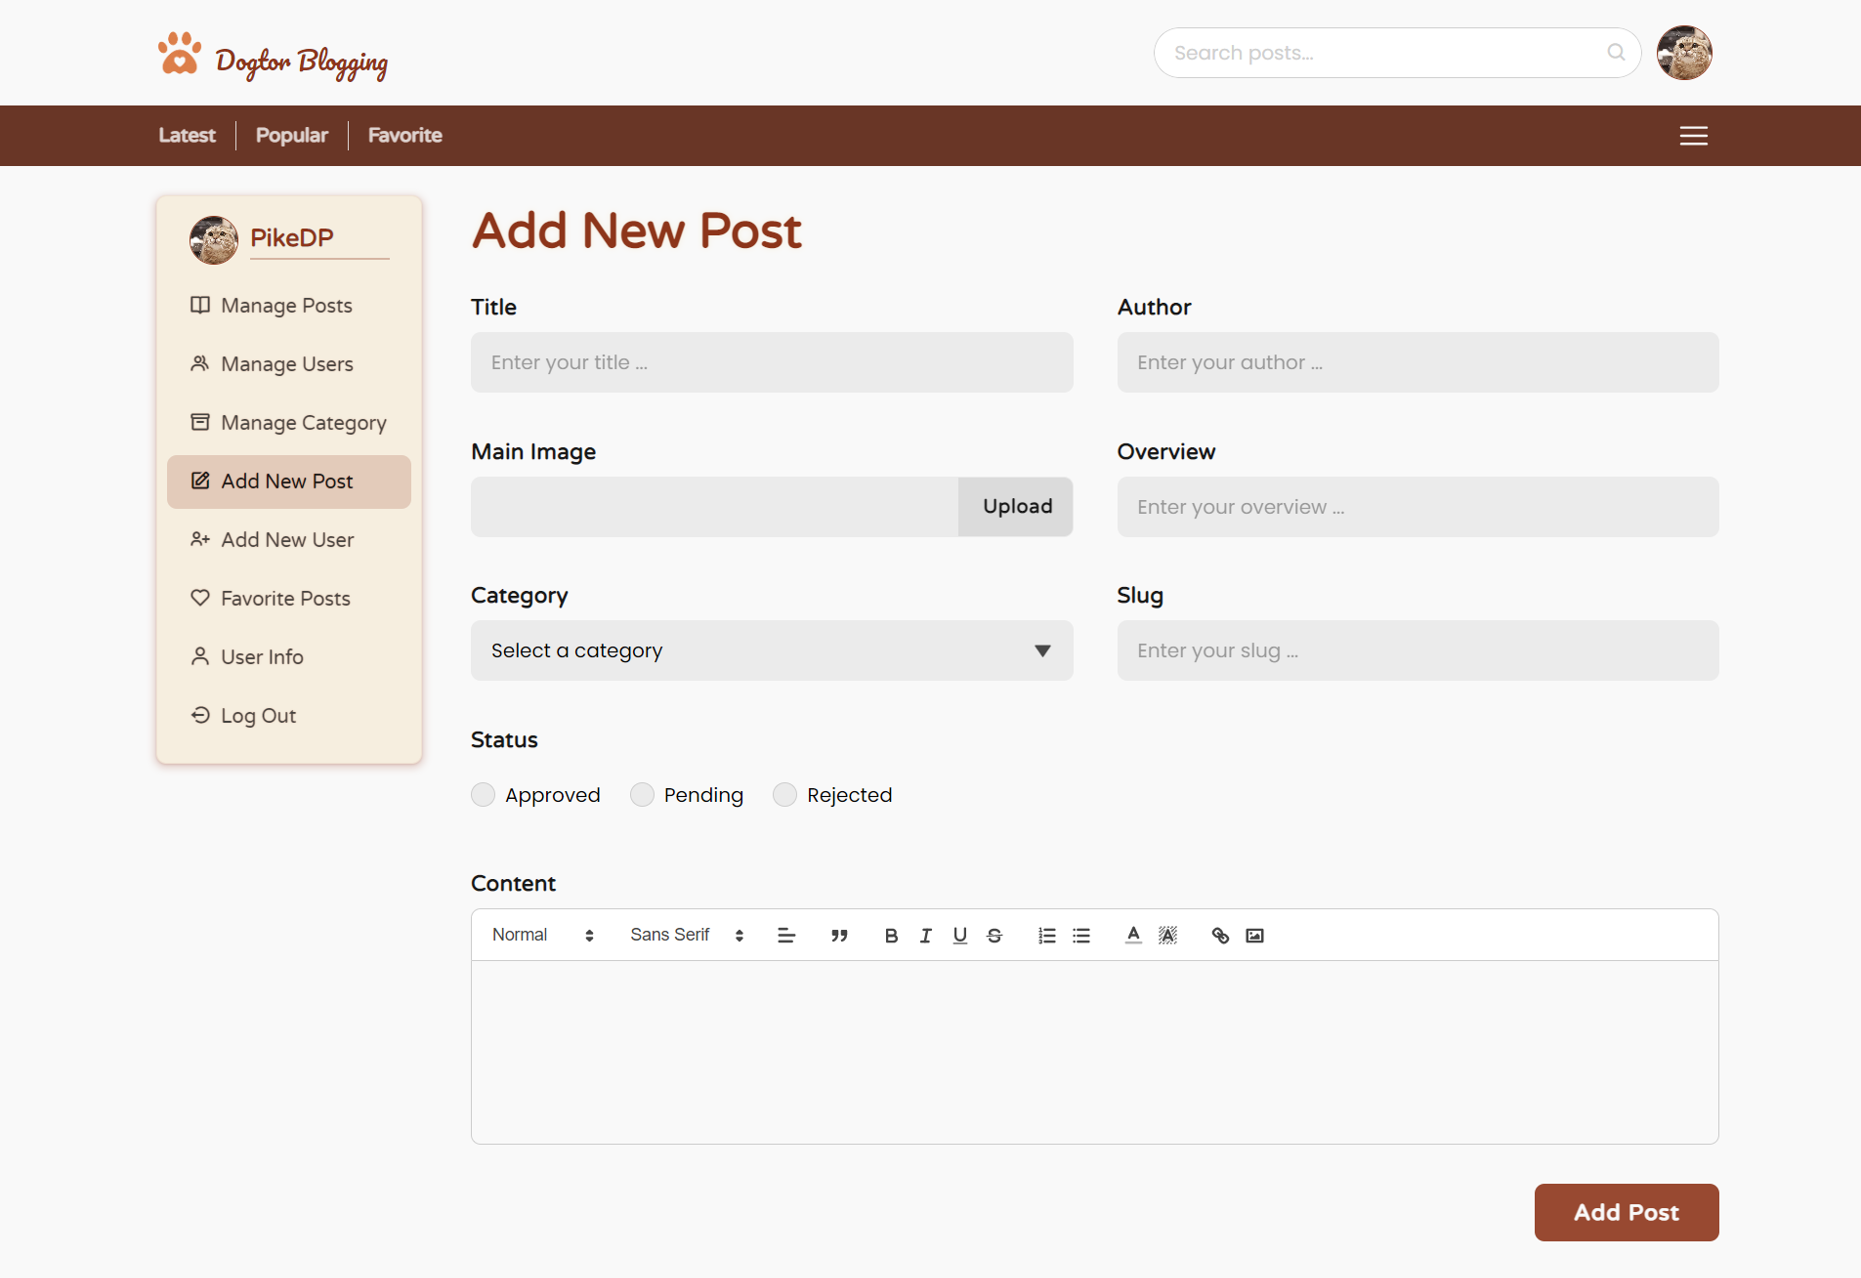 Dogtor Blogging
Search posts...
Latest
Popular
Favorite
PikeDP
Manage Posts
Manage Users
Manage Category
Add New Post
Add New User
Favorite Posts
User Info
Log Out
Add New Post
Title
Enter your title ...
Author
Enter your author ...
Main Image
Upload
Overview
Enter your overview ...
Category
Select a category
Slug
Enter your slug ...
Status
Approved
Pending
Rejected
Content
Normal
Sans Serif
Add Post